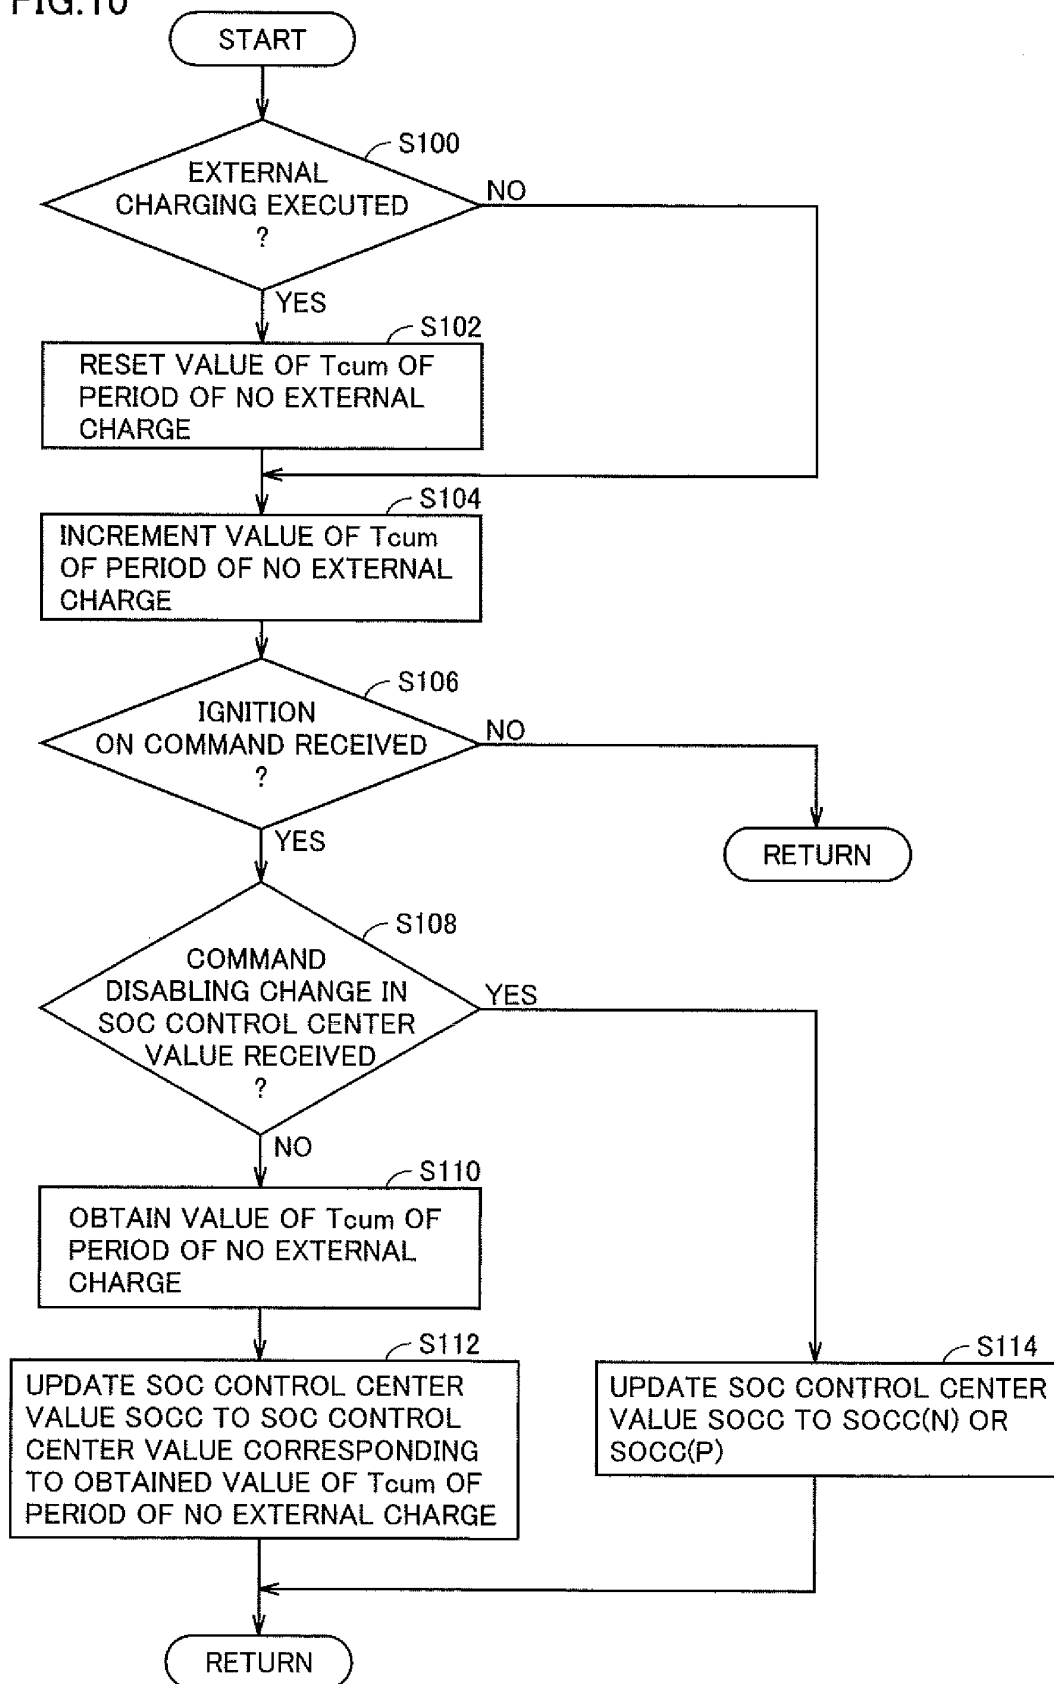 FIG.10
START
S100
EXTERNAL
CHARGING EXECUTED
?
NO
YES
S102
RESET VALUE OF Tcum OF
PERIOD OF NO EXTERNAL
CHARGE
S104
INCREMENT VALUE OF Tcum
OF PERIOD OF NO EXTERNAL
CHARGE
S106
IGNITION
ON COMMAND RECEIVED
?
NO
YES
RETURN
S108
COMMAND
DISABLING CHANGE IN
SOC CONTROL CENTER
VALUE RECEIVED
?
YES
NO
S110
OBTAIN VALUE OF Tcum OF
PERIOD OF NO EXTERNAL
CHARGE
S112
UPDATE SOC CONTROL CENTER
VALUE SOCC TO SOC CONTROL
CENTER VALUE CORRESPONDING
TO OBTAINED VALUE OF Tcum OF
PERIOD OF NO EXTERNAL CHARGE
S114
UPDATE SOC CONTROL CENTER
VALUE SOCC TO SOCC(N) OR
SOCC(P)
RETURN